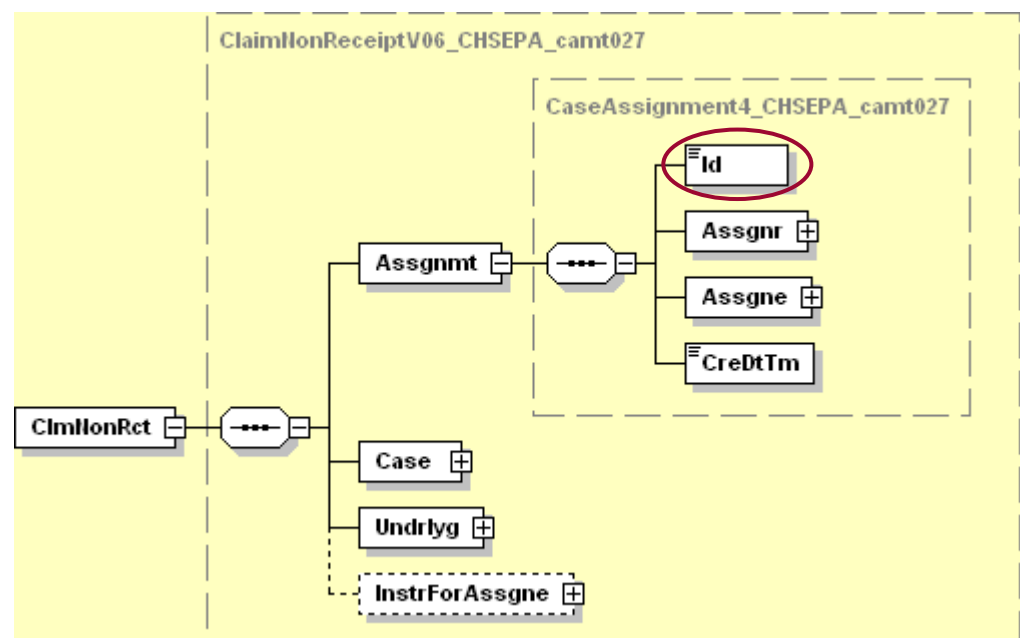 ClaimNonReceiptV06_CHSEPA_camt027
CaseAssignment4_CHSEPA_camt027
Id
Assgnr
Assgnmt
Assgne
CreDtTm
ClmNonRct
Case
Undrlyg
InstrForAssgne